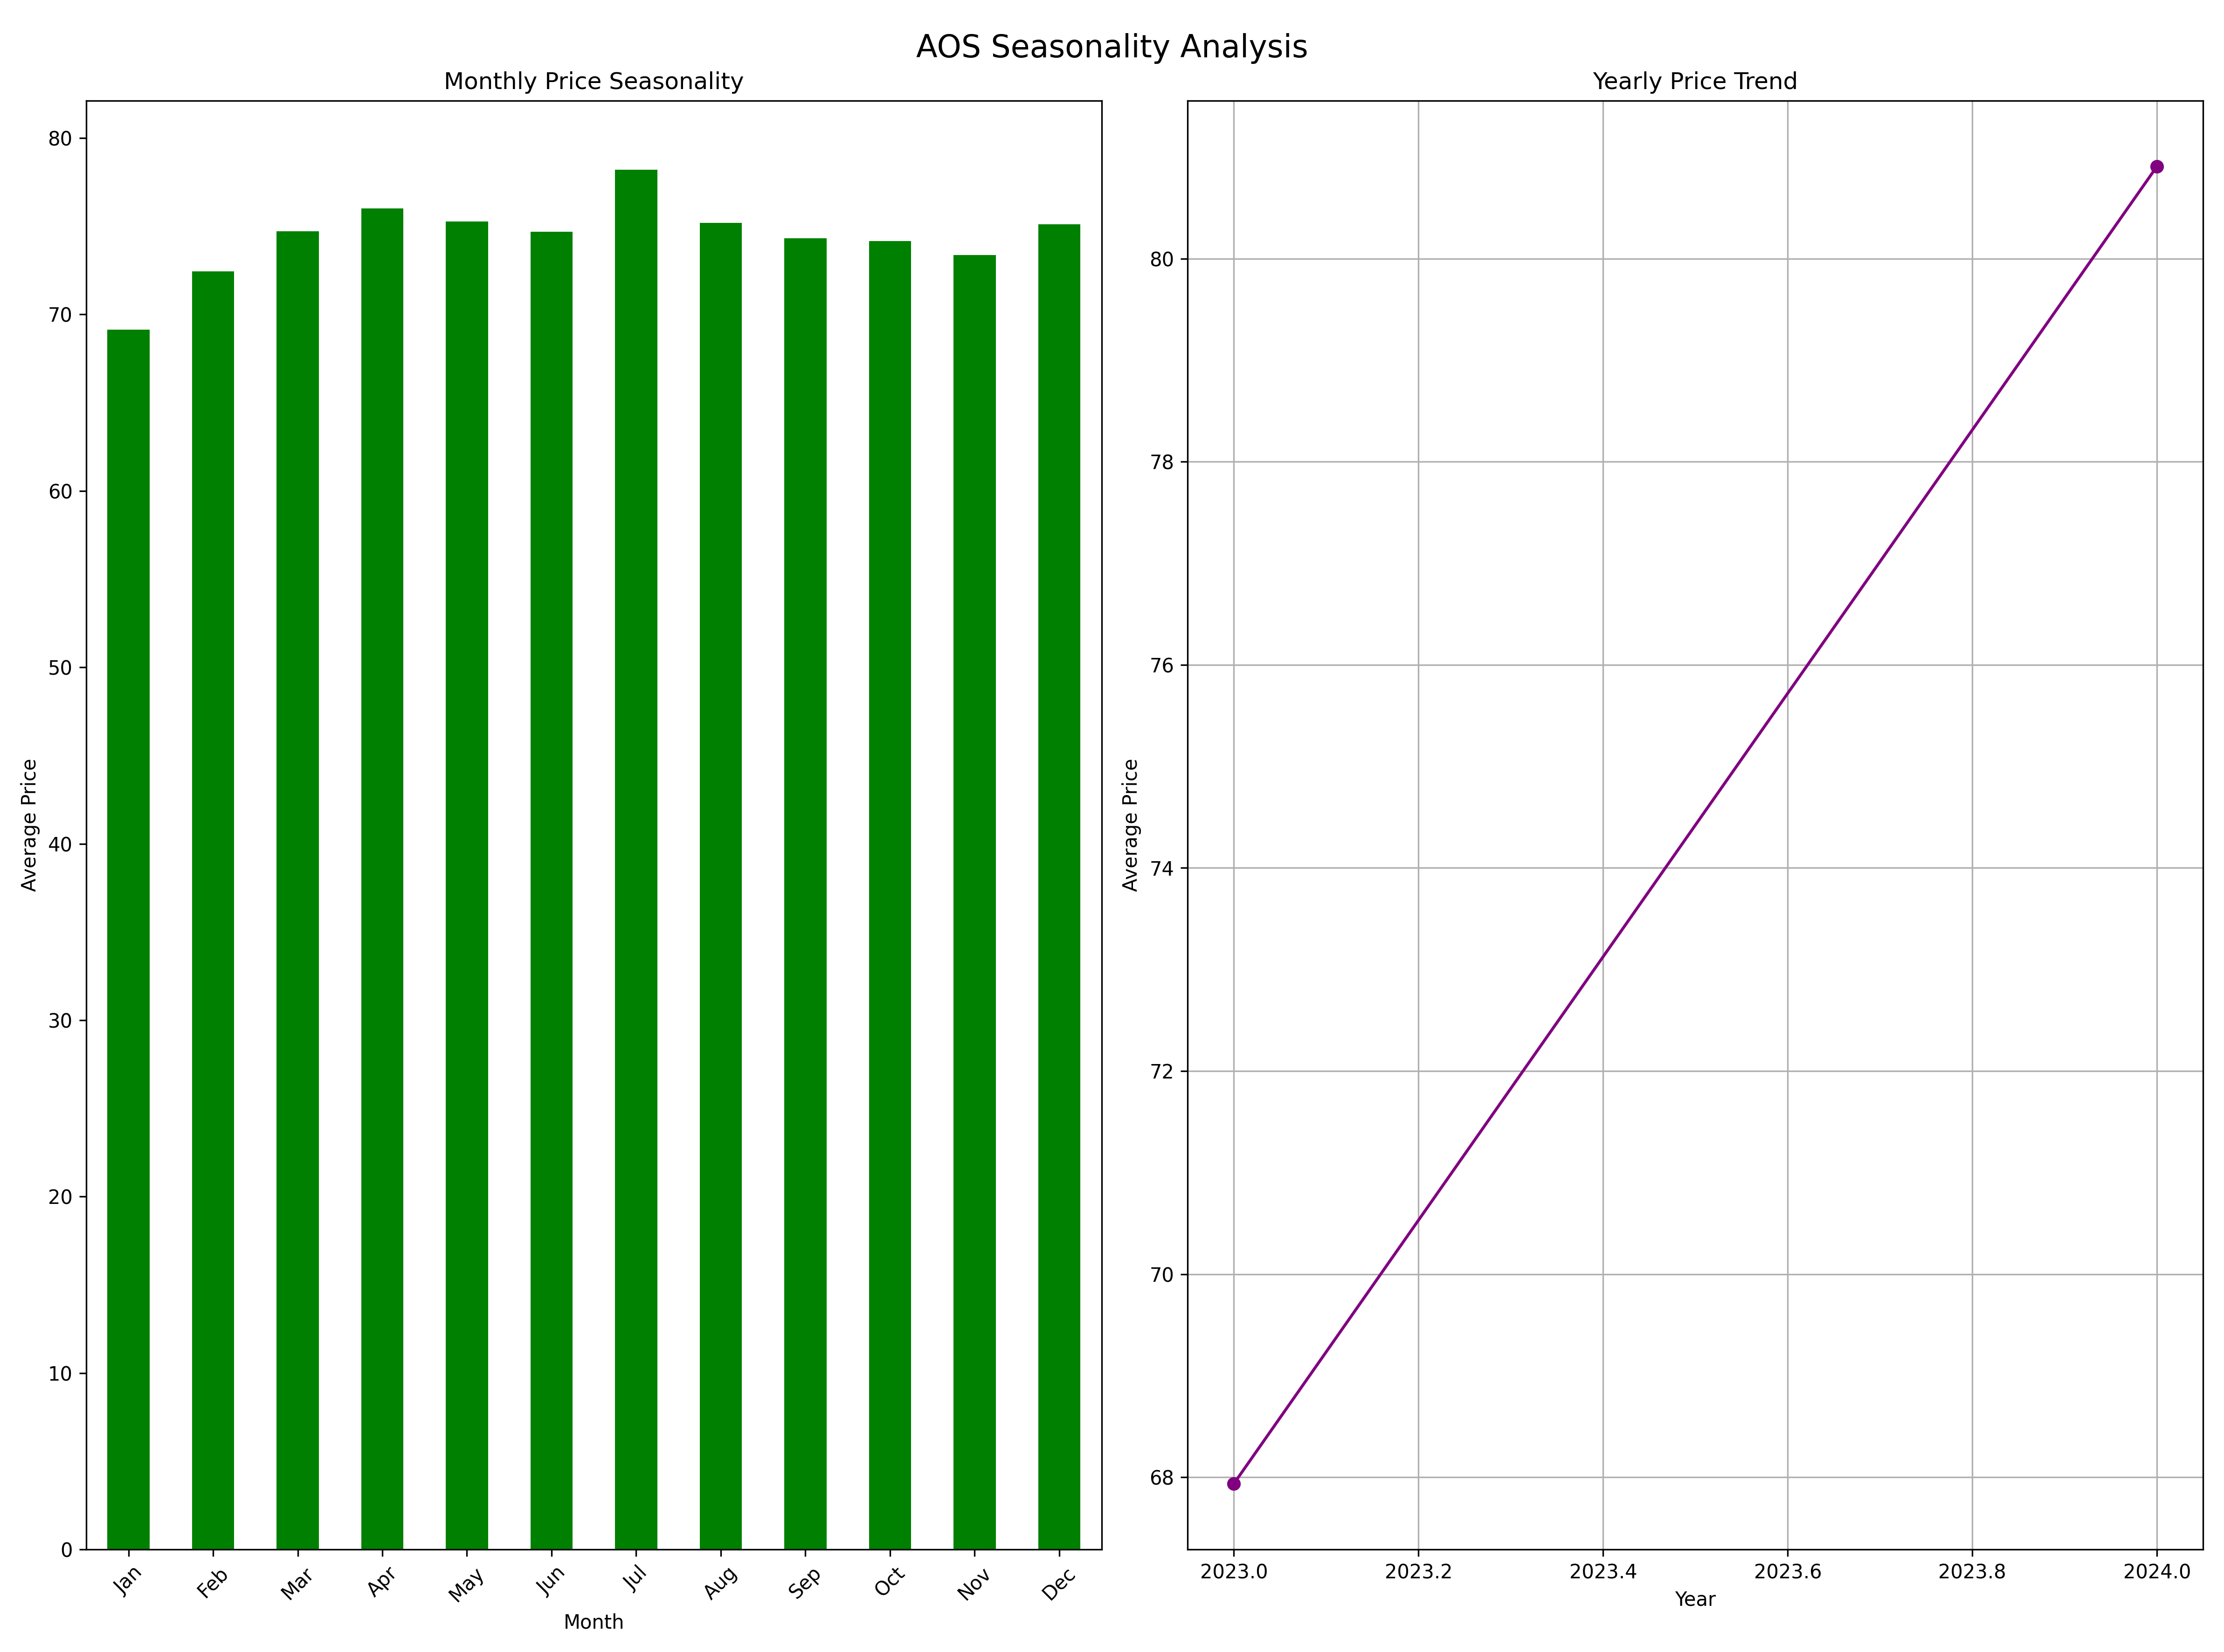 AOS Seasonality Analysis
Monthly Price Seasonality
80
70
60
50
40
30
20
10
0
Average Price
Jan
Feb
Mar
Apr
May
Jun
Jul
Aug
Sep
Oct
Nov
Dec
Month
Yearly Price Trend
80
78
76
74
72
70
68
Average Price
2023.0
2023.2
2023.4
2023.6
2023.8
2024.0
Year